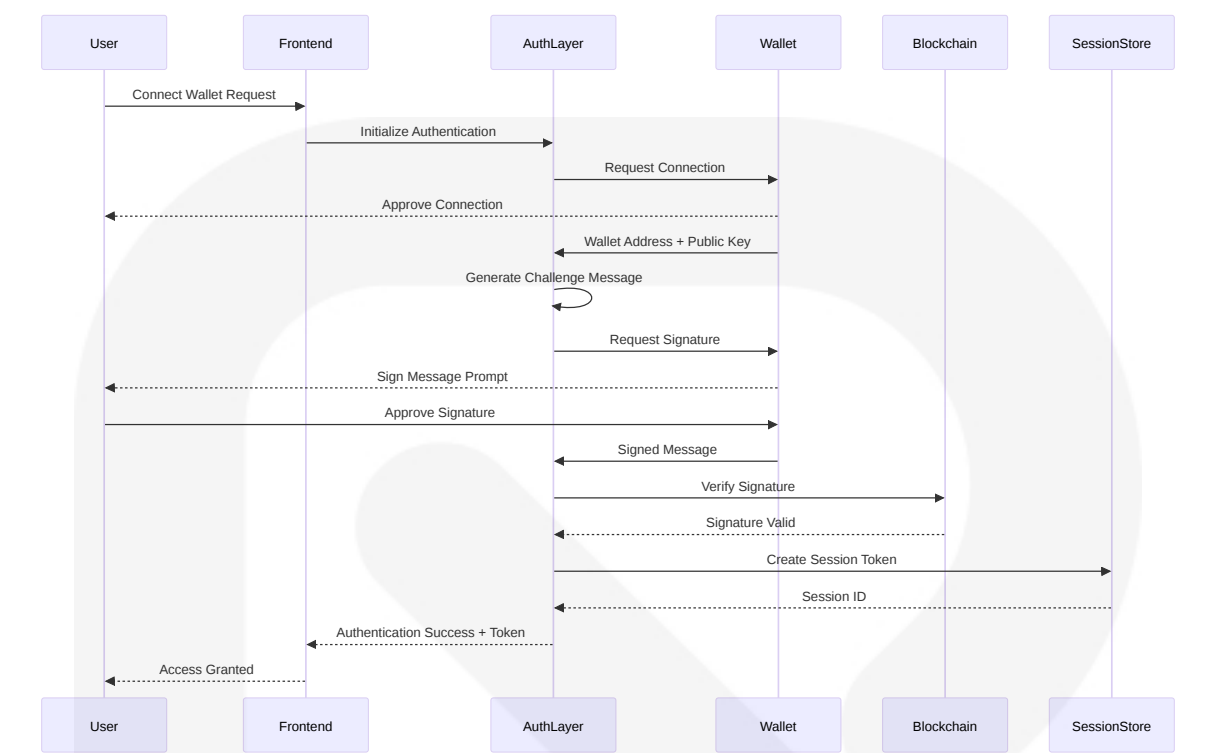 User
Frontend
AuthLayer
Wallet
Blockchain
SessionStore
Connect Wallet Request
Initialize Authentication
Request Connection
Approve Connection
Wallet Address + Public Key
Generate Challenge Message
Request Signature
Sign Message Prompt
Approve Signature
Signed Message
Verify Signature
Signature Valid
Create Session Token
Session ID
Authentication Success + Token
Access Granted
User
Frontend
AuthLayer
Wallet
Blockchain
SessionStore